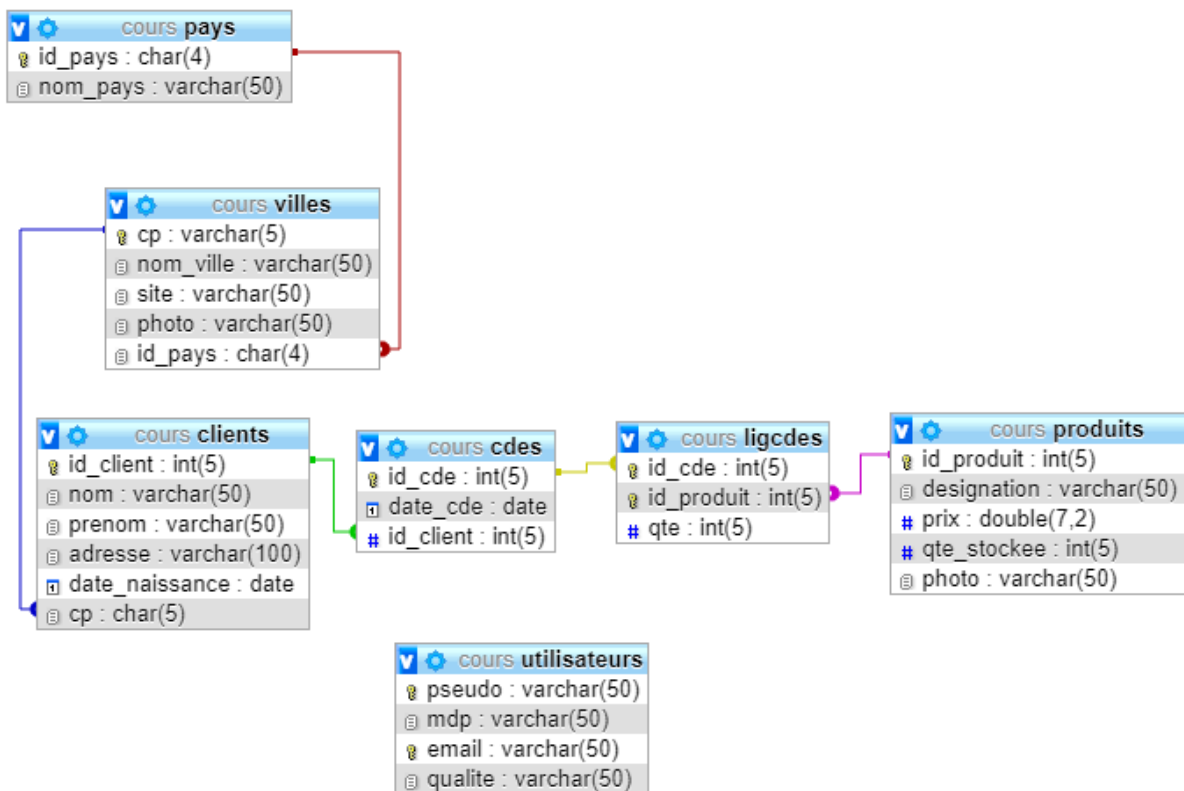 cours pays
id_pays : char(4)
nom_pays : varchar(50)
cours villes
cp : varchar(5)
nom_ville : varchar(50)
site : varchar(50)
photo : varchar(50)
id_pays : char(4)
cours clients
id_client : int(5)
nom : varchar(50)
prenom : varchar(50)
adresse : varchar(100)
date_naissance : date
cp : char(5)
cours cdes
id_cde : int(5)
date_cde : date
# id_client : int(5)
cours ligcdes
id_cde : int(5)
id_produit : int(5)
# qte : int(5)
cours produits
id_produit : int(5)
designation : varchar(50)
# prix : double(7,2)
# qte_stockee : int(5)
photo : varchar(50)
cours utilisateurs
pseudo : varchar(50)
mdp : varchar(50)
email : varchar(50)
qualite : varchar(50)